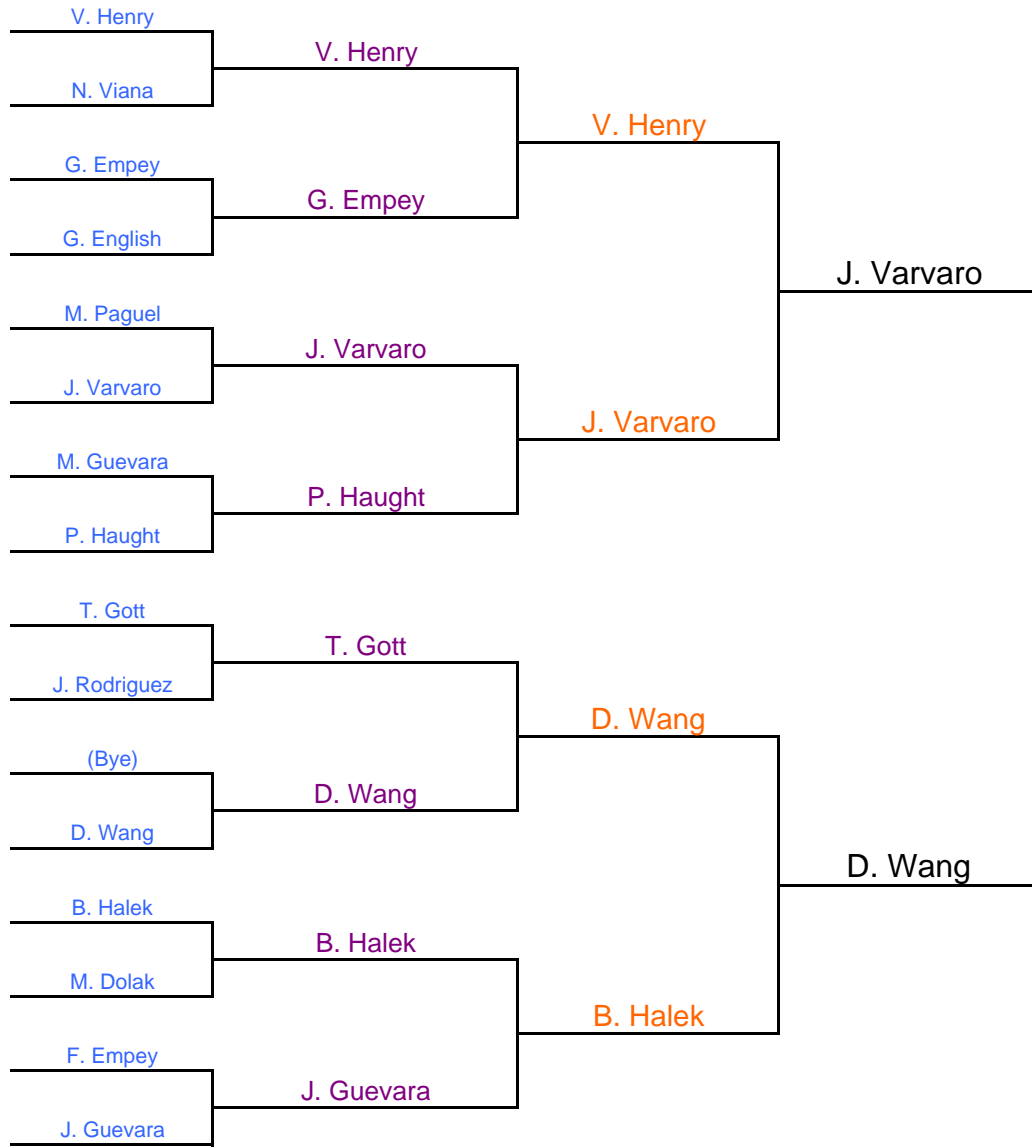 V. Henry
N. Viana
G. Empey
G. English
M. Paguel
J. Varvaro
M. Guevara
P. Haught
T. Gott
J. Rodriguez
(Bye)
D. Wang
B. Halek
M. Dolak
F. Empey
J. Guevara
V. Henry
G. Empey
J. Varvaro
P. Haught
T. Gott
D. Wang
B. Halek
J. Guevara
V. Henry
J. Varvaro
D. Wang
B. Halek
J. Varvaro
D. Wang